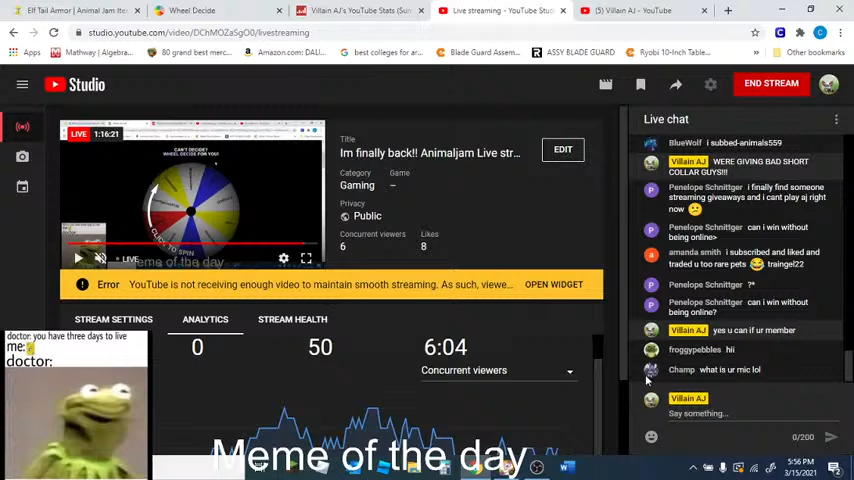 Elf Tail Armor | Animal Jam Item
Wheel Decide
Villain AJ's YouTube Stats (Sum
Live streaming - YouTube Studio
(5) Villain AJ - YouTube
studio.youtube.com/video/DChMOZaSgO0/livestreaming
Mathway | Algebra...
80 grand best merc...
Amazon.com: DALI...
best colleges for ar...
Blade Guard Assem...
ASSY BLADE GUARD
Ryobi 10-Inch Table...
Other bookmarks
Studio
END STREAM
LIVE 1:16:21
CAN'T DECIDE?
WHEEL DECIDE FOR YOU!
CLICK TO SPIN
LIVE
Meme of the day
Title
Im finally back!! Animaljam Live str...
EDIT
Category
Game
Gaming
–
Privacy
Public
Concurrent viewers
Likes
6
8
Error YouTube is not receiving enough video to maintain smooth streaming. As such, viewe...
OPEN WIDGET
STREAM SETTINGS
ANALYTICS
STREAM HEALTH
0
50
6:04
Concurrent viewers
doctor: you have three days to live
me:
doctor:
Meme of the day
Live chat
BlueWolf i subbed-animals559
Villain AJ WERE GIVING BAD SHORT
COLLAR GUYS!!!
Penelope Schnittger i finally find someone
streaming giveaways and i cant play aj right
now
Penelope Schnittger can i win without
being online>
amanda smith i subscribed and liked and
traded u too rare pets traingel22
Penelope Schnittger ?*
Penelope Schnittger can i win without
being online?
Villain AJ yes u can if ur member
froggypebbles hii
Champ what is ur mic lol
Villain AJ
Say something...
0/200
5:56 PM
3/15/2021